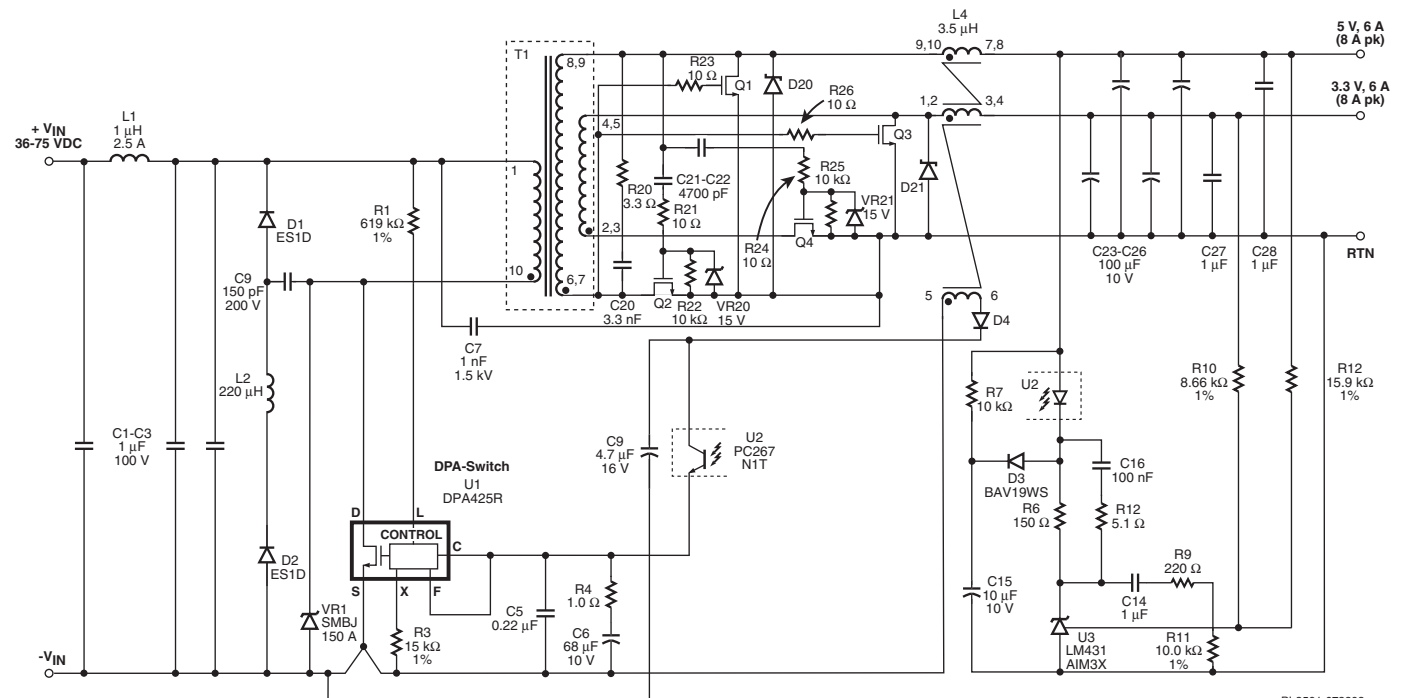 L4
3.5 µH
5 V, 6 A
(8 A pk)
9,10
7,8
T1
8,9
R23
10 Ω
Q1
D20
R26
10 Ω
1,2
3,4
3.3 V, 6 A
(8 A pk)
L1
1 µH
2.5 A
+ VIN
36-75 VDC
4,5
Q3
1
C21-C22
4700 pF
R25
10 kΩ
D21
R20
3.3 Ω
R21
10 Ω
VR21
15 V
D1
ES1D
R1
619 kΩ
1%
2,3
R24
10 Ω
Q4
C23-C26
100 µF
10 V
C27
1 µF
C28
1 µF
RTN
C9
150 pF
200 V
10
6,7
C20
3.3 nF
Q2
R22
10 kΩ
VR20
15 V
5
6
D4
C7
1 nF
1.5 kV
L2
220 µH
R7
10 kΩ
U2
R10
8.66 kΩ
1%
R12
15.9 kΩ
1%
C1-C3
1 µF
100 V
C9
4.7 µF
16 V
U2
PC267
N1T
DPA-Switch
U1
DPA425R
D3
BAV19WS
C16
100 nF
R6
150 Ω
R12
5.1 Ω
D
L
CONTROL
C
S
X
F
D2
ES1D
R9
220 Ω
C14
1 µF
VR1
SMBJ
150 A
R3
15 kΩ
1%
C5
0.22 µF
R4
1.0 Ω
C6
68 µF
10 V
C15
10 µF
10 V
U3
LM431
AIM3X
R11
10.0 kΩ
1%
-VIN